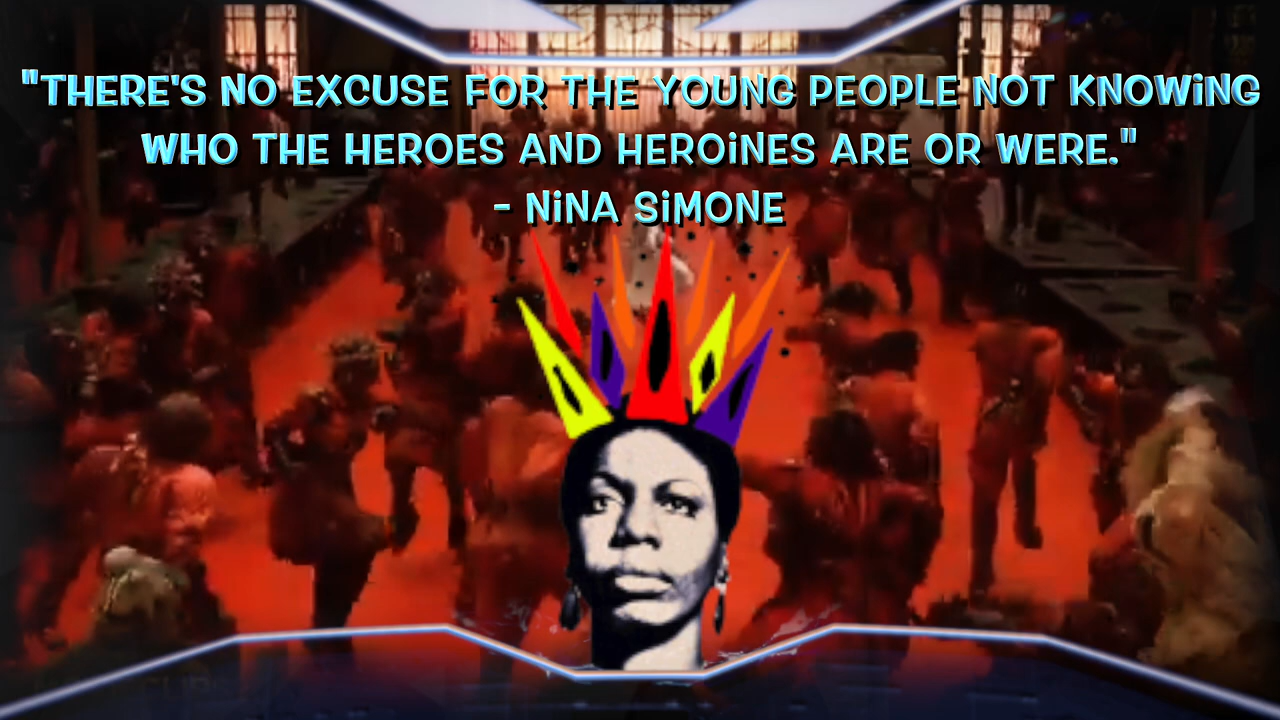 "THERE'S NO EXCUSE FOR THE YOUNG PEOPLE NOT KNOWiNG
WHO THE HEROES AND HEROiNES ARE OR WERE."
- NiNA SiMONE